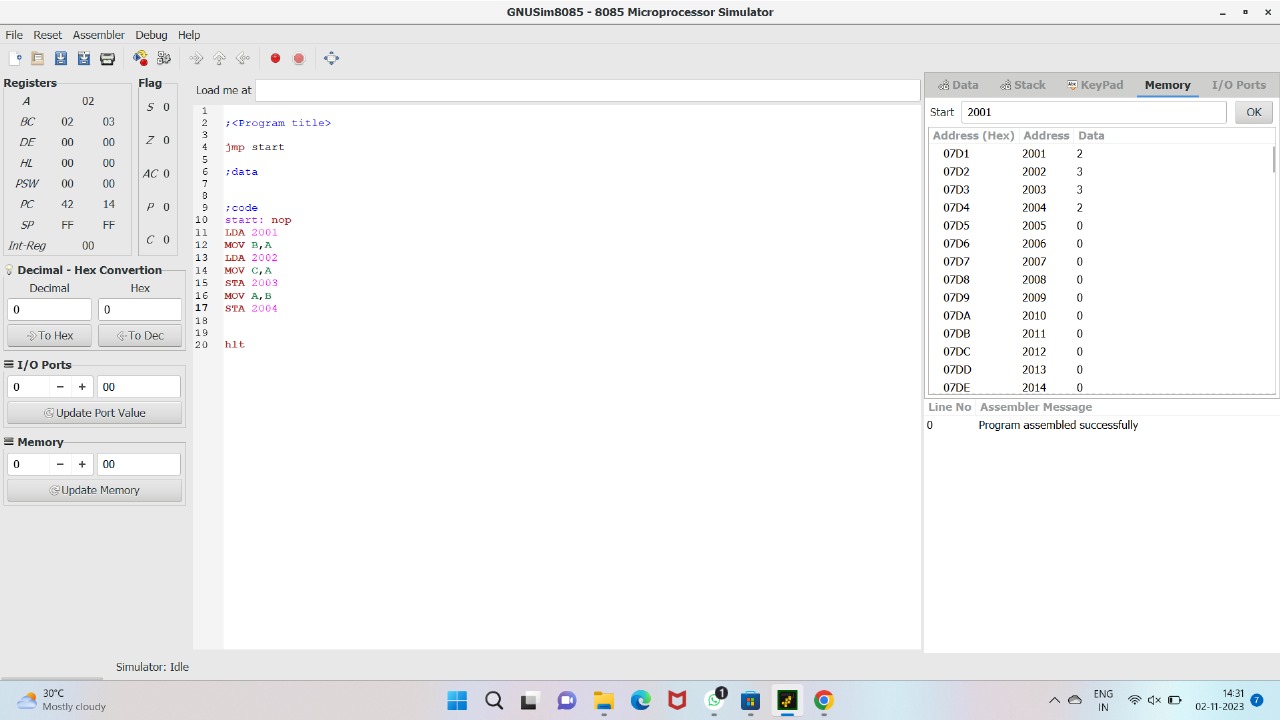 GNUSim8085 - 8085 Microprocessor Simulator
File Reset Assembler Debug Help
Registers
A 02
BC 02 03
DE 00 00
HL 00 00
PSW 00 00
PC 42 14
SP FF FF
Int-Reg 00
Flag
S 0
Z 0
AC 0
P 0
C 0
Decimal - Hex Convertion
Decimal Hex
0 0
To Hex To Dec
I/O Ports
0 − + 00
Update Port Value
Memory
0 − + 00
Update Memory
Load me at
1
2 ;<Program title>
3
4 jmp start
5
6 ;data
7
8
9 ;code
10 start: nop
11 LDA 2001
12 MOV B,A
13 LDA 2002
14 MOV C,A
15 STA 2003
16 MOV A,B
17 STA 2004
18
19
20 hlt
Data Stack KeyPad Memory I/O Ports
Start 2001 OK
Address (Hex) Address Data
07D1 2001 2
07D2 2002 3
07D3 2003 3
07D4 2004 2
07D5 2005 0
07D6 2006 0
07D7 2007 0
07D8 2008 0
07D9 2009 0
07DA 2010 0
07DB 2011 0
07DC 2012 0
07DD 2013 0
07DE 2014 0
Line No Assembler Message
0 Program assembled successfully
Simulator: Idle
30°C
Mostly cloudy
1
ENG
IN
14:31
02-11-2023
7